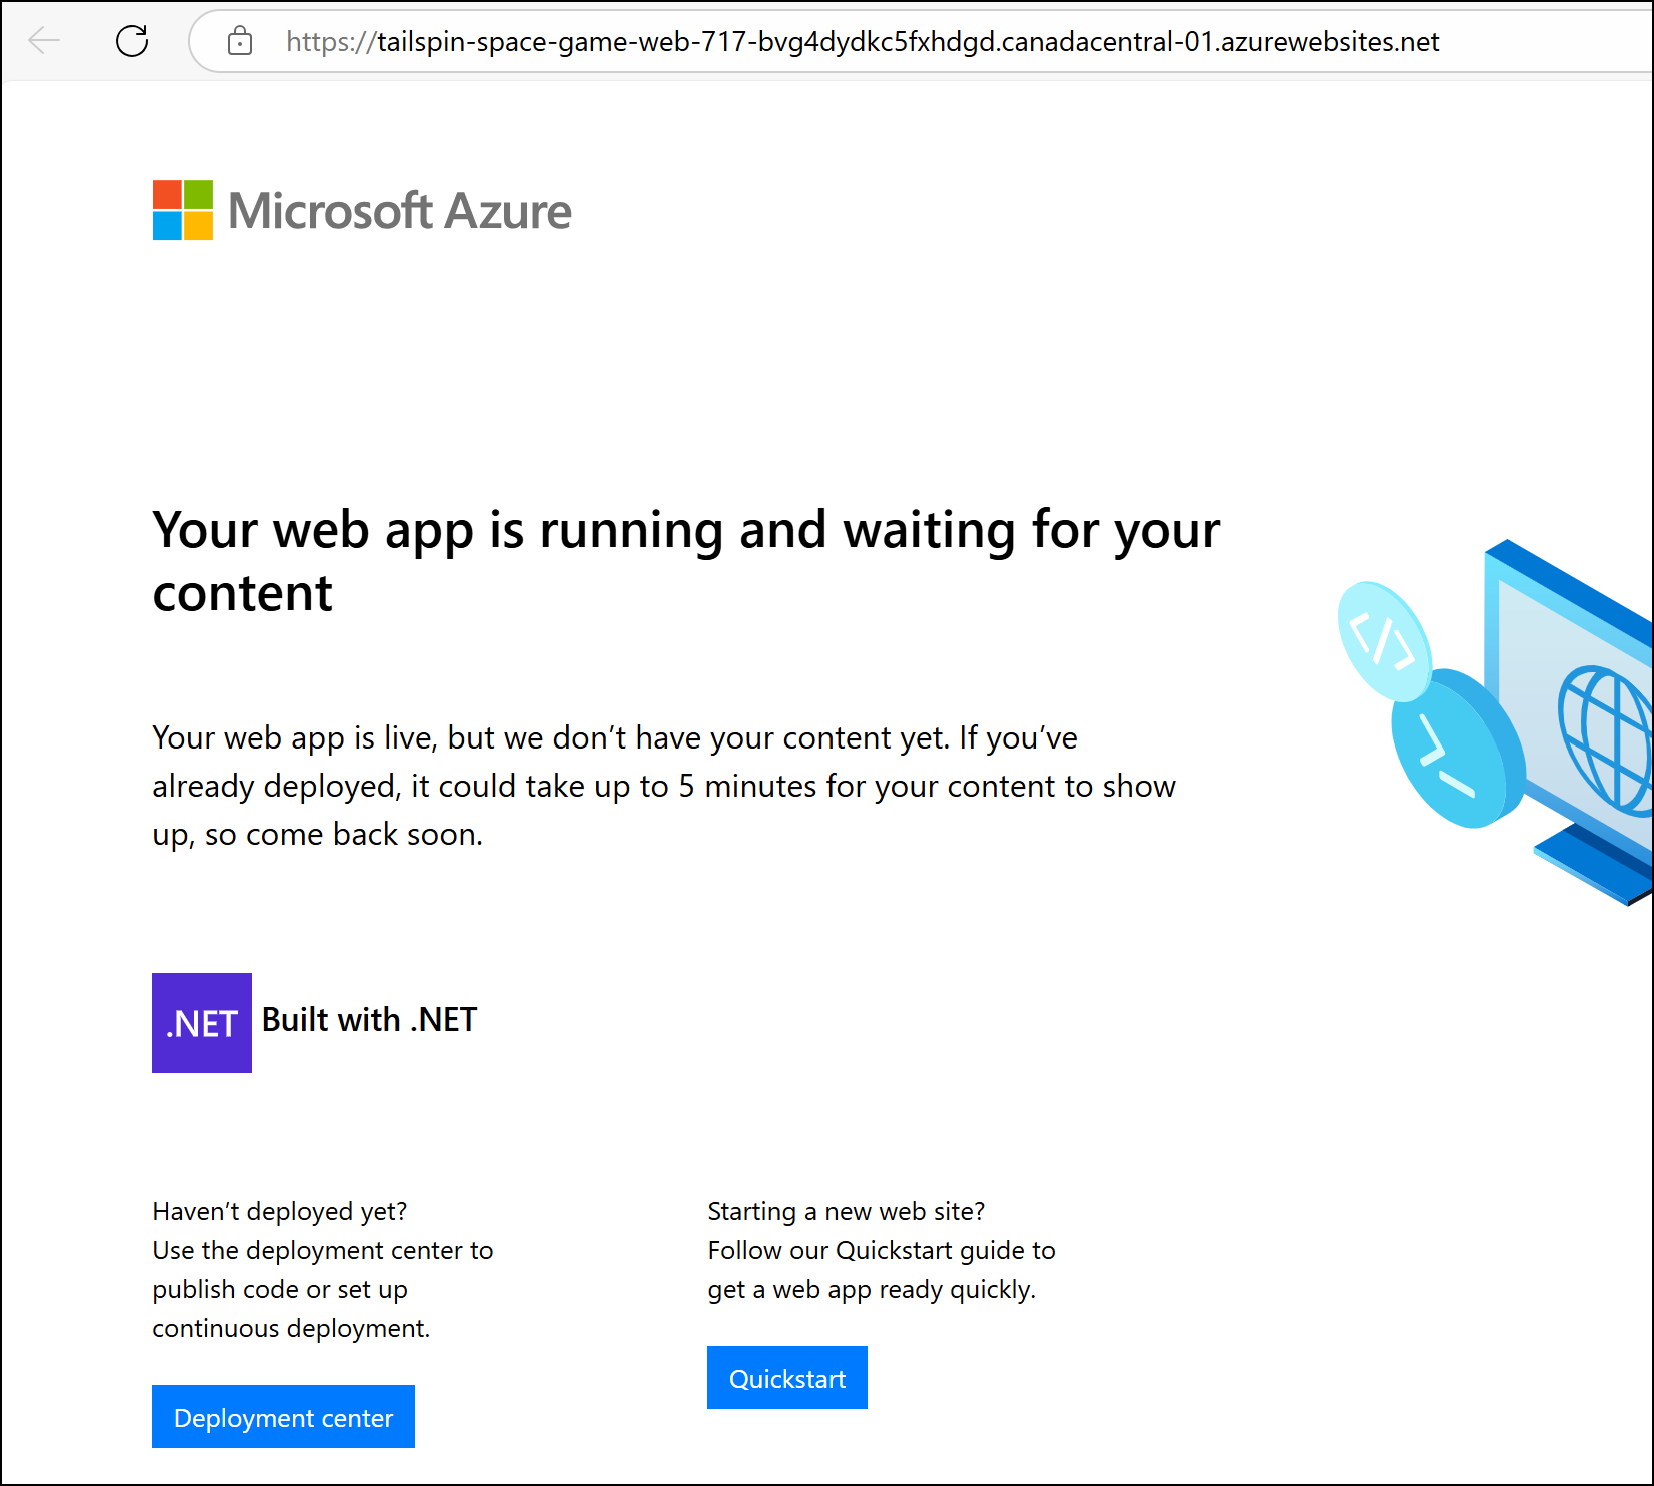 https://tailspin-space-game-web-717-bvg4dydkc5fxhdgd.canadacentral-01.azurewebsites.net
Microsoft Azure
Your web app is running and waiting for your
content
Your web app is live, but we don’t have your content yet. If you’ve
already deployed, it could take up to 5 minutes for your content to show
up, so come back soon.
.NET Built with .NET
Haven’t deployed yet?
Use the deployment center to
publish code or set up
continuous deployment.
Deployment center
Starting a new web site?
Follow our Quickstart guide to
get a web app ready quickly.
Quickstart